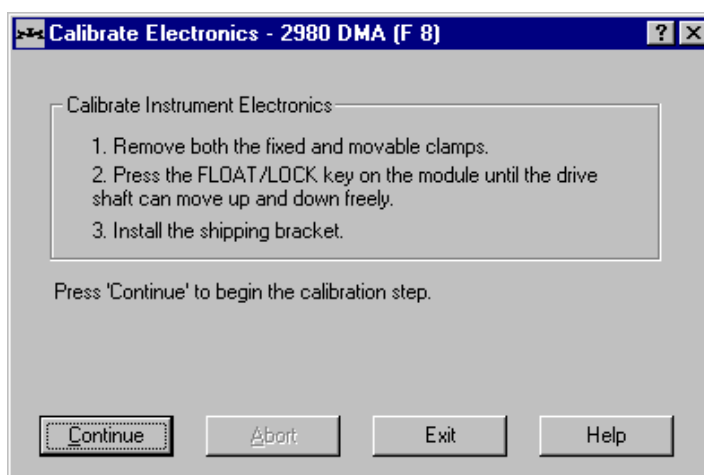 Calibrate Electronics - 2980 DMA (F 8)
Calibrate Instrument Electronics
1. Remove both the fixed and movable clamps.
2. Press the FLOAT/LOCK key on the module until the drive
shaft can move up and down freely.
3. Install the shipping bracket.
Press 'Continue' to begin the calibration step.
Continue Abort Exit Help